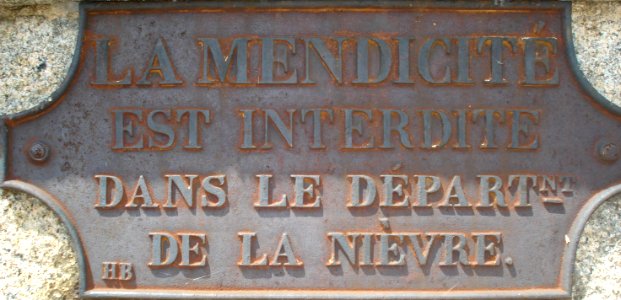 LA MENDICITÉ
EST INTERDITE
DANS LE DÉPARTNT
DE LA NIÈVRE.
HB